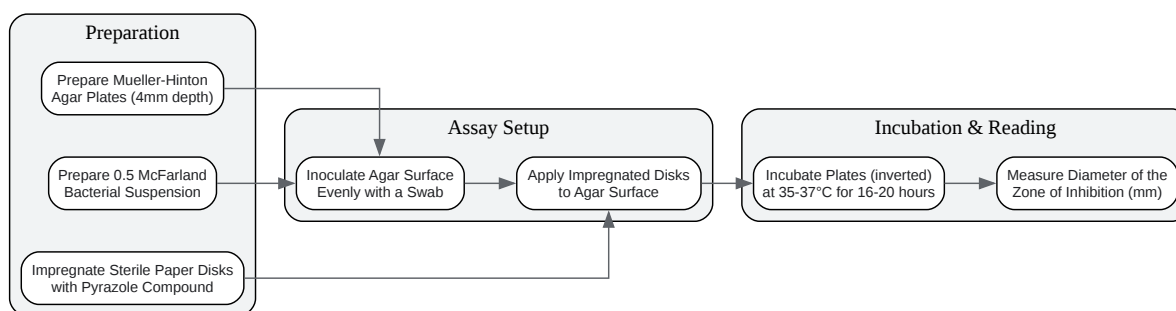 Preparation
Prepare Mueller-Hinton
Agar Plates (4mm depth)
Prepare 0.5 McFarland
Bacterial Suspension
Impregnate Sterile Paper Disks
with Pyrazole Compound
Assay Setup
Inoculate Agar Surface
Evenly with a Swab
Apply Impregnated Disks
to Agar Surface
Incubation & Reading
Incubate Plates (inverted)
at 35-37°C for 16-20 hours
Measure Diameter of the
Zone of Inhibition (mm)